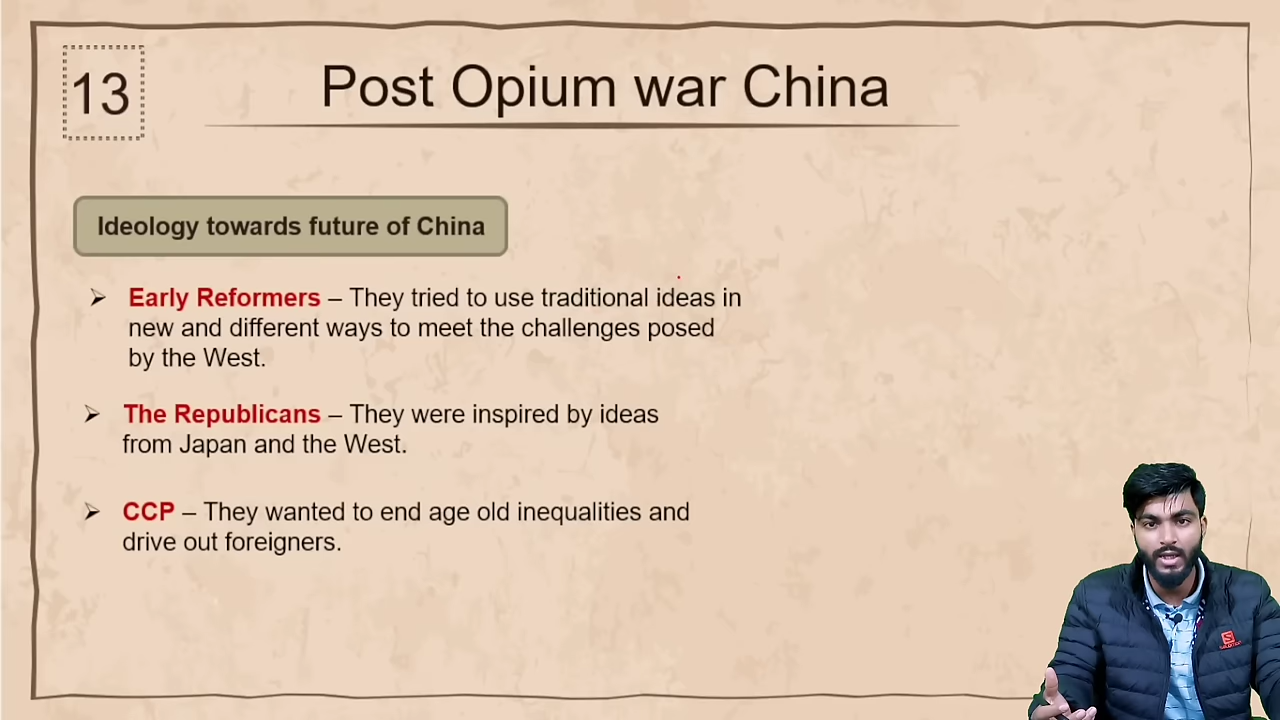 13
Post Opium war China
Ideology towards future of China
➢ Early Reformers – They tried to use traditional ideas in
new and different ways to meet the challenges posed
by the West.
➢ The Republicans – They were inspired by ideas
from Japan and the West.
➢ CCP – They wanted to end age old inequalities and
drive out foreigners.